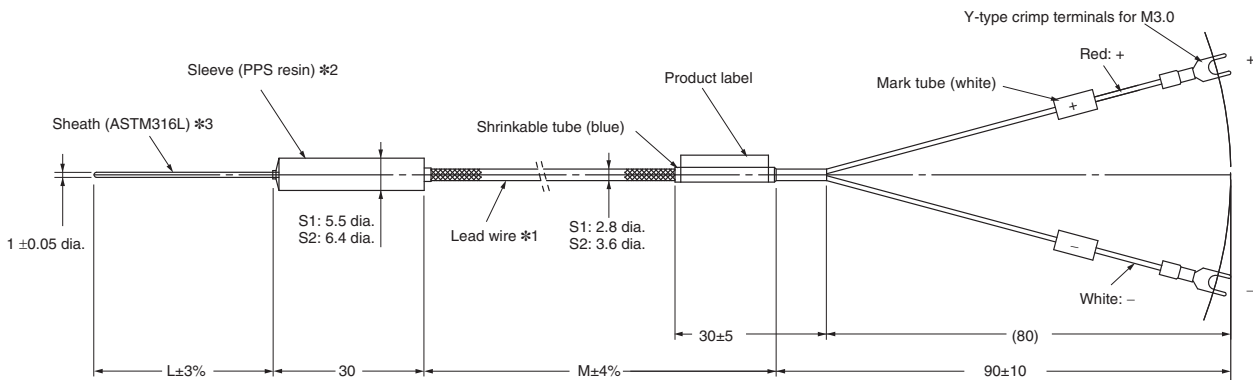 Y-type crimp terminals for M3.0
Red: +
+
Sleeve (PPS resin) ✻2
Product label
Mark tube (white)
+
Sheath (ASTM316L) ✻3
Shrinkable tube (blue)
1 ±0.05 dia.
S1: 5.5 dia.
S2: 6.4 dia.
Lead wire ✻1
S1: 2.8 dia.
S2: 3.6 dia.
−
White: −
−
30±5
(80)
L±3%
30
M±4%
90±10